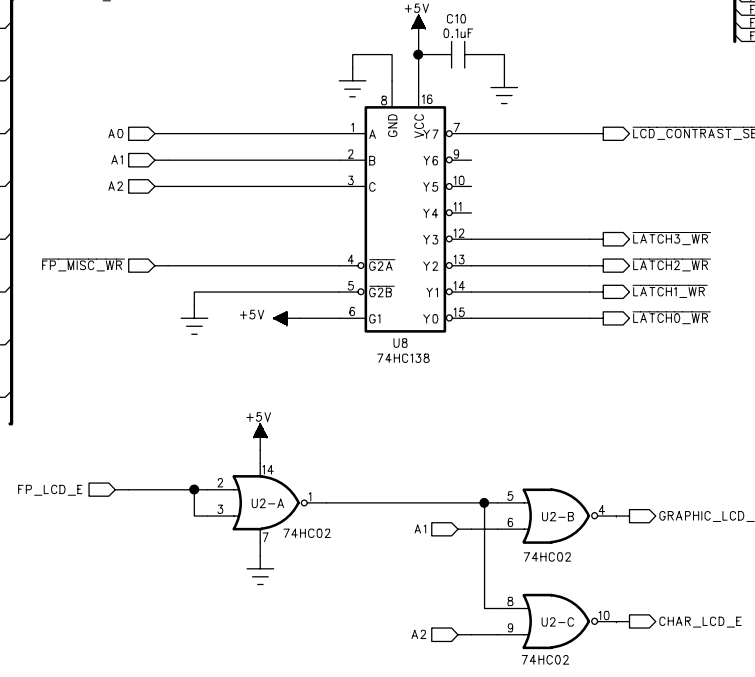 +5V
C10
0.1uF
8
16
GND
VCC
A0
1
A
Y7
7
LCD_CONTRAST_SE
A1
2
B
Y6
9
A2
3
C
Y5
10
Y4
11
Y3
12
LATCH3_WR
FP_MISC_WR
4
G2A
Y2
13
LATCH2_WR
5
G2B
Y1
14
LATCH1_WR
+5V
6
G1
Y0
15
LATCH0_WR
U8
74HC138
+5V
14
FP_LCD_E
2
3
U2-A
1
7
74HC02
5
A1
6
U2-B
4
GRAPHIC_LCD_
74HC02
8
A2
9
U2-C
10
CHAR_LCD_E
74HC02